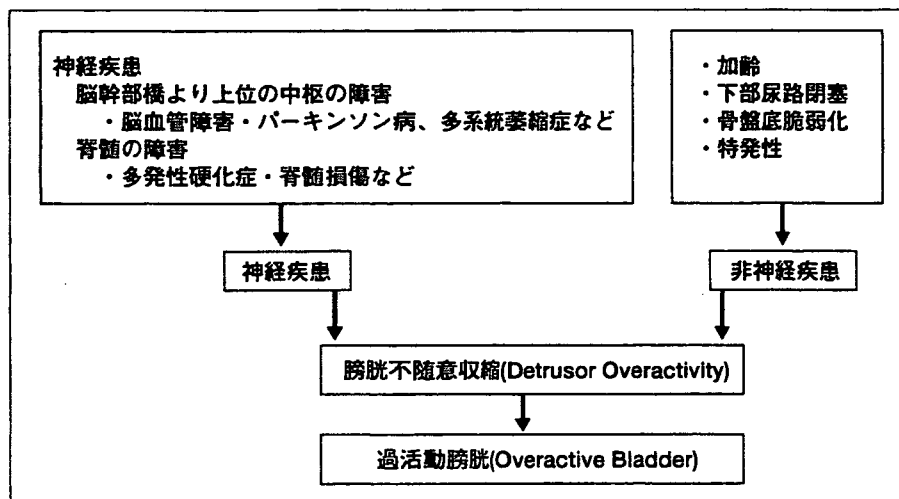 神経疾患
脳幹部橋より上位の中枢の障害
・脳血管障害・パーキンソン病、多系統萎縮症など
脊髄の障害
・多発性硬化症・脊髄損傷など
・加齢
・下部尿路閉塞
・骨盤底脆弱化
・特発性
神経疾患
非神経疾患
膀胱不随意収縮(Detrusor Overactivity)
過活動膀胱(Overactive Bladder)